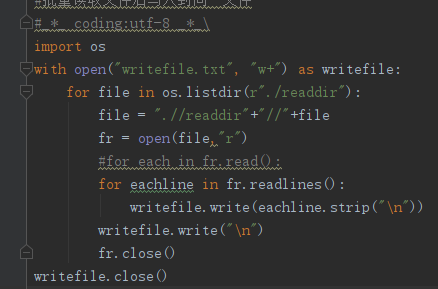 #批量读取文件后写入到同一文件
#_*_ coding:utf-8 _*_\
import os
with open("writefile.txt", "w+") as writefile:
for file in os.listdir(r"./readdir"):
file = ".//readdir"+"//"+file
fr = open(file,"r")
#for each in fr.read():
for eachline in fr.readlines():
writefile.write(eachline.strip("\n"))
writefile.write("\n")
fr.close()
writefile.close()